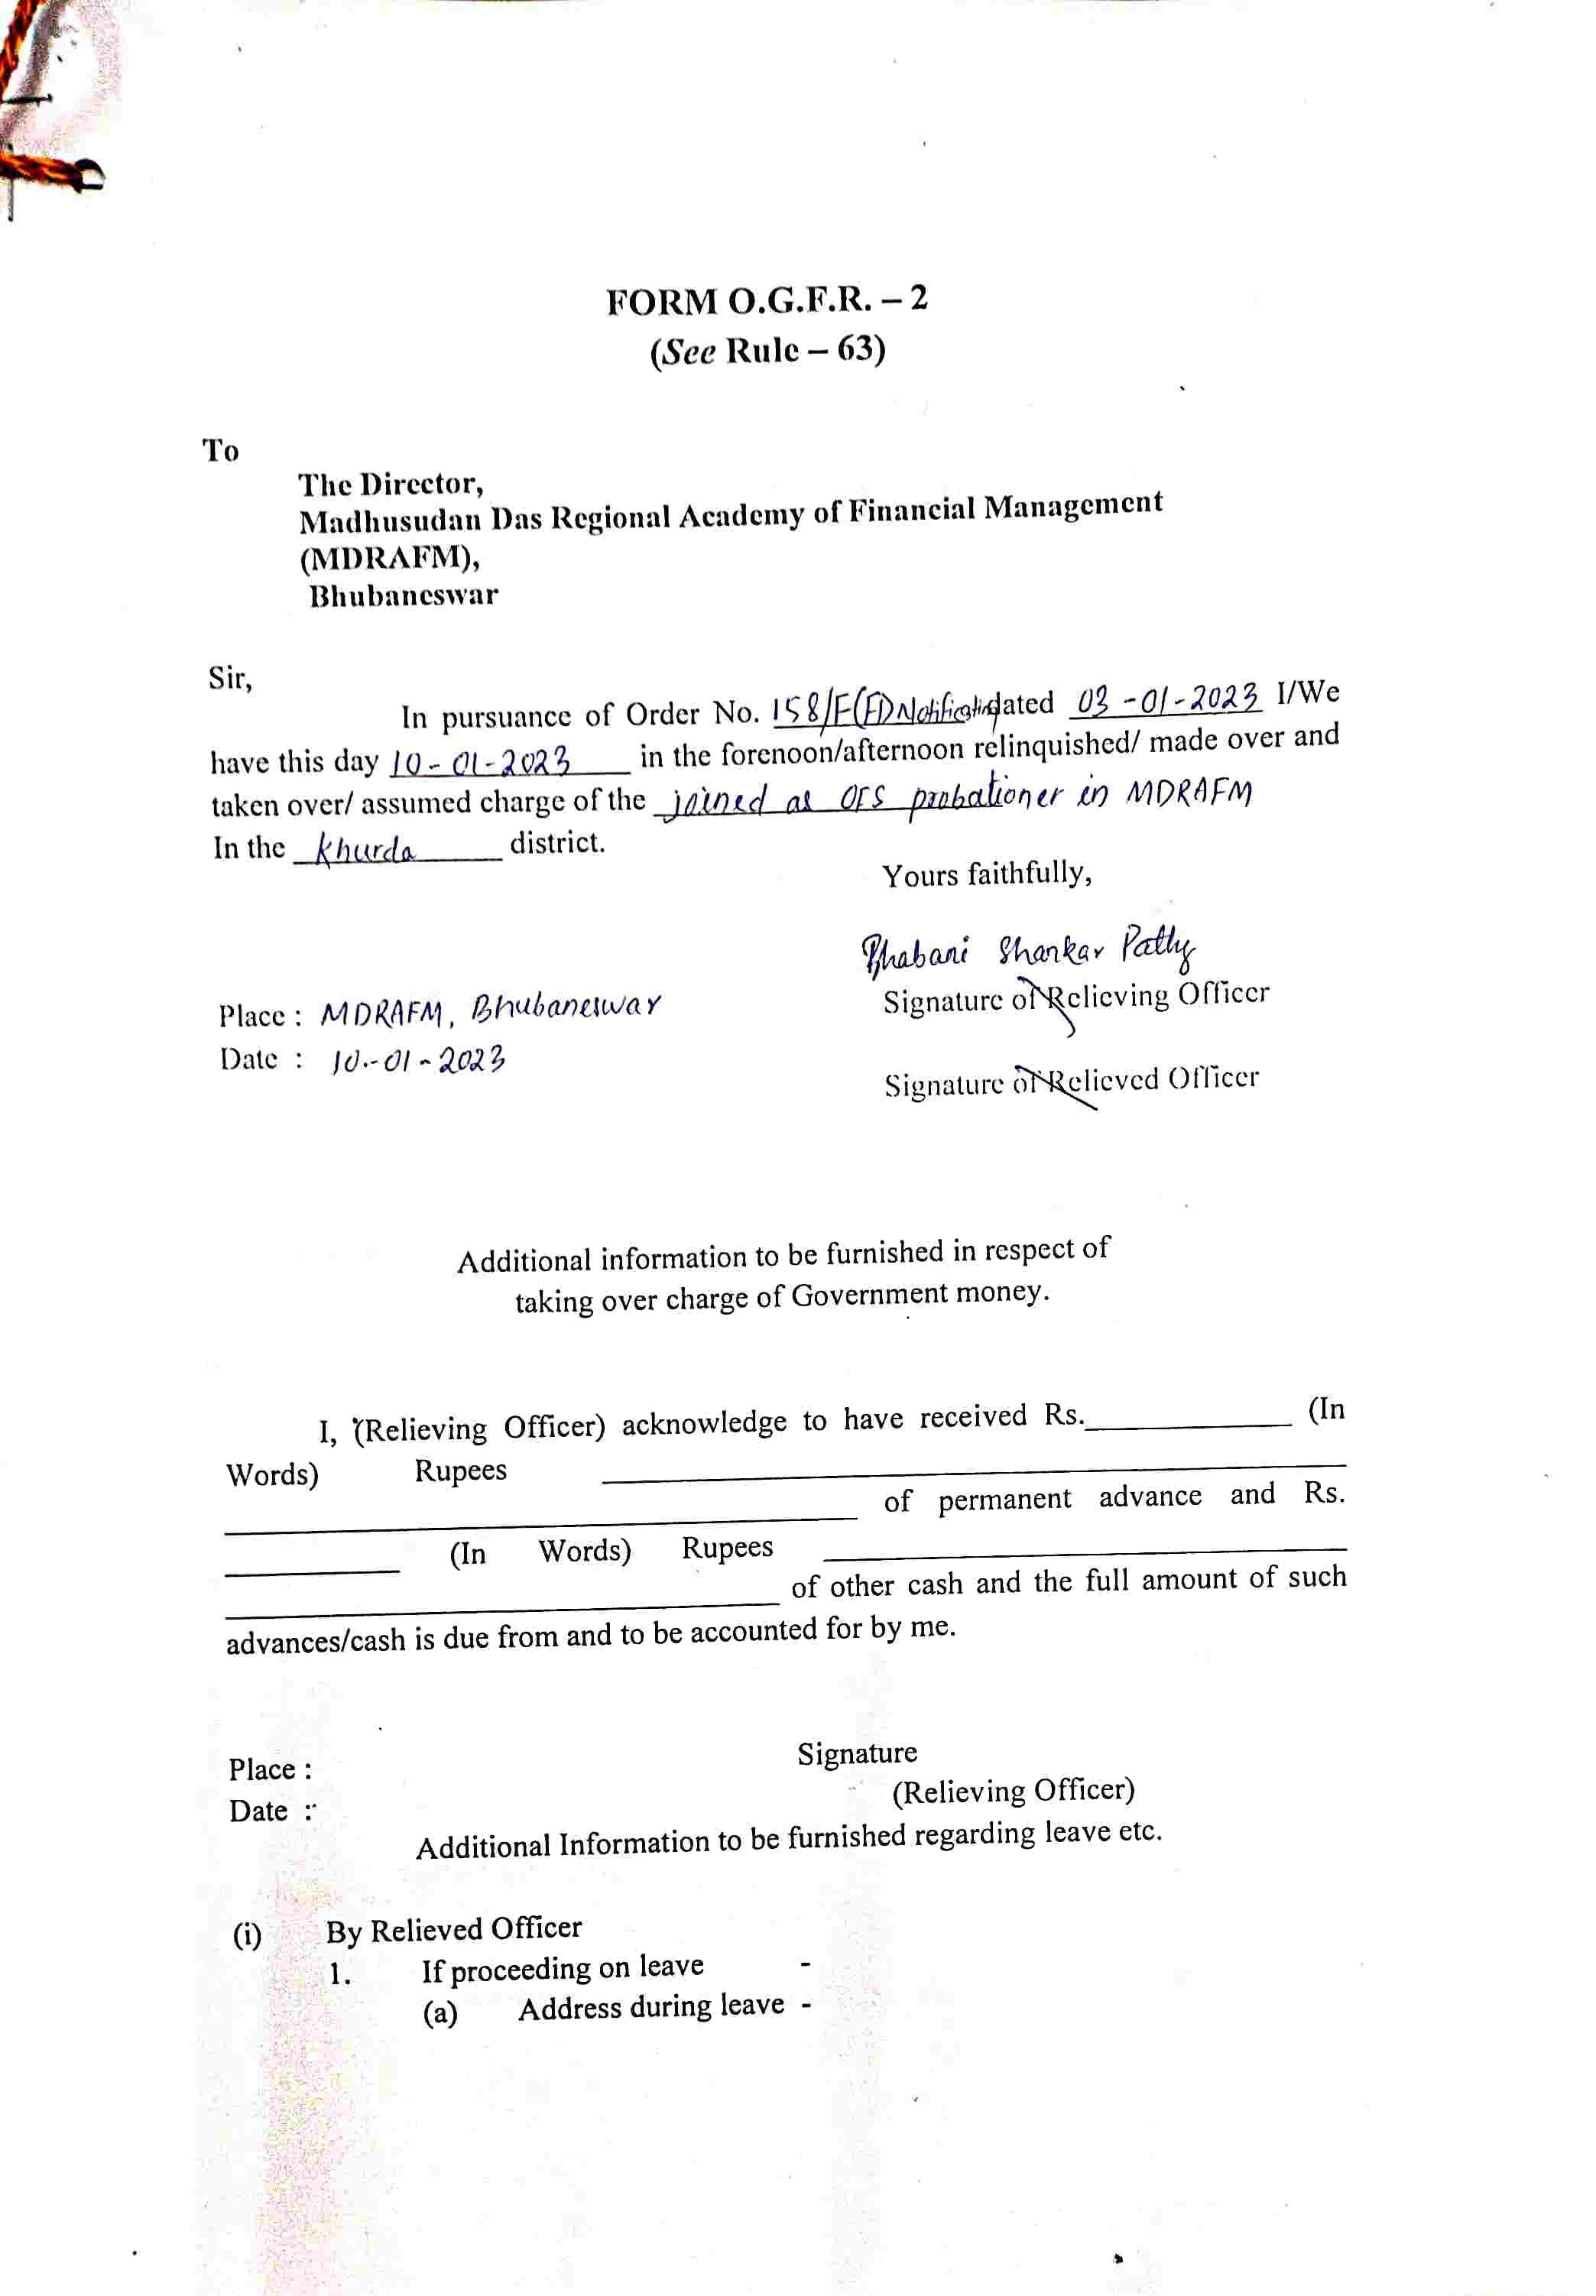 FORM O.G.F.R. – 2
(See Rule – 63)
To
The Director,
Madhusudan Das Regional Academy of Financial Management
(MDRAFM),
Bhubaneswar
Sir,
In pursuance of Order No. 158/F(FD) Notification dated 03-01-2023 I/We
have this day 10-01-2023 in the forenoon/afternoon relinquished/ made over and
taken over/ assumed charge of the joined as OFS probationer in MDRAFM
In the Khurda district.
Yours faithfully,
Bhabani Shankar Patly
Signature of Relieving Officer
Place : MDRAFM, Bhubaneswar
Date : 10-01-2023
Signature of Relieved Officer
Additional information to be furnished in respect of
taking over charge of Government money.
I, (Relieving Officer) acknowledge to have received Rs.____________ (In
Words) Rupees ____________
____________ of permanent advance and Rs.
____________ (In Words) Rupees ____________
____________ of other cash and the full amount of such
advances/cash is due from and to be accounted for by me.
Signature
Place :
(Relieving Officer)
Date :
Additional Information to be furnished regarding leave etc.
(i) By Relieved Officer
1. If proceeding on leave -
(a) Address during leave -